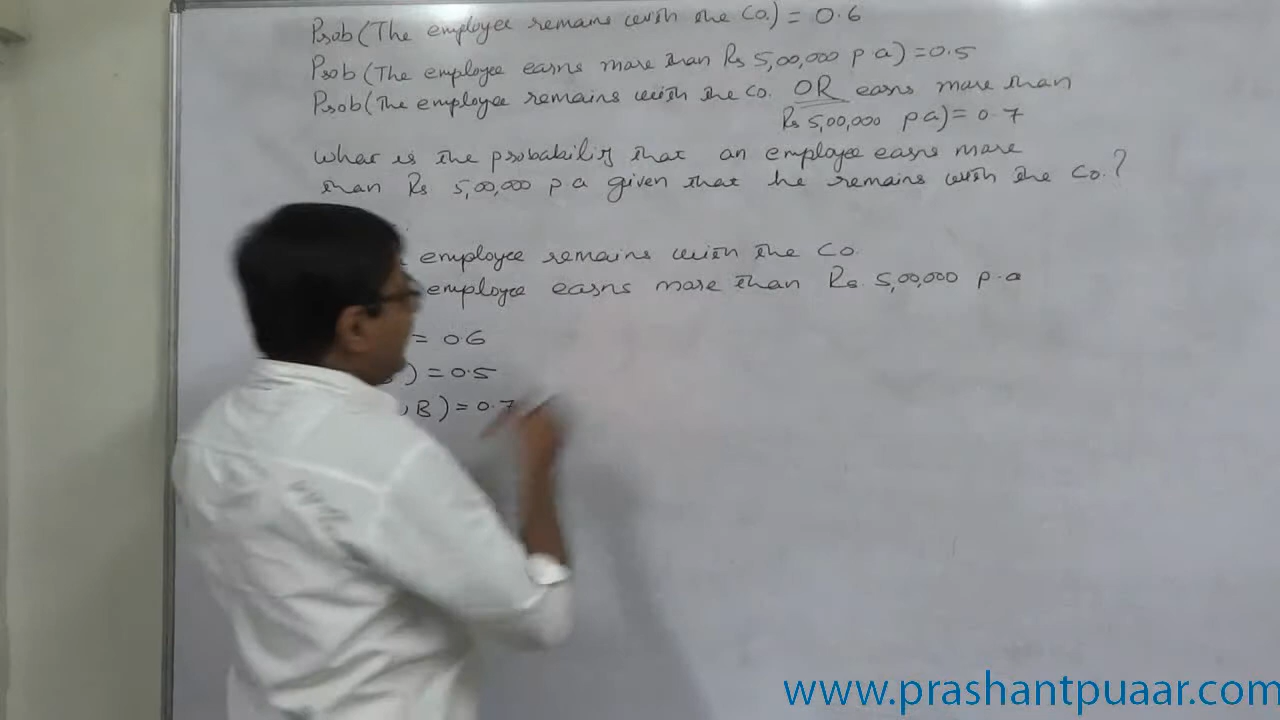 Prob(The employee remains with the Co.) = 0.6
Prob(The employee earns more than Rs 5,00,000 p a) = 0.5
Prob(The employee remains with the co. OR earns more than
Rs 5,00,000 p a) = 0.7
What is the probability that an employee earns more
than Rs 5,00,000 p a given that he remains with the Co.?
employee remains with the Co.
employee earns more than Rs. 5,00,000 p.a
= 0.6
) = 0.5
B) = 0.7
www.prashantpuaar.com